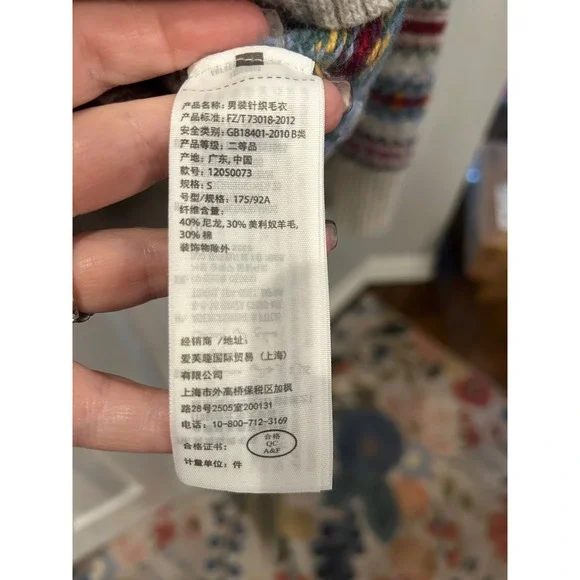 产品名称: 男装针织毛衣
产品标准: FZ/T 73018-2012
安全类别: GB18401-2010 B类
产品等级: 二等品
产地: 广东, 中国
款号: 12050073
规格: S
号型/规格: 175/92A
纤维含量:
40% 尼龙, 30% 美利奴羊毛,
30% 棉
装饰物除外
经销商 /地址:
爱芙趣国际贸易 (上海)
有限公司
上海市外高桥保税区加枫
路28号2505室200131
电话: 10-800-712-3169
合格证书:
合格
QC
A&F
计量单位: 件